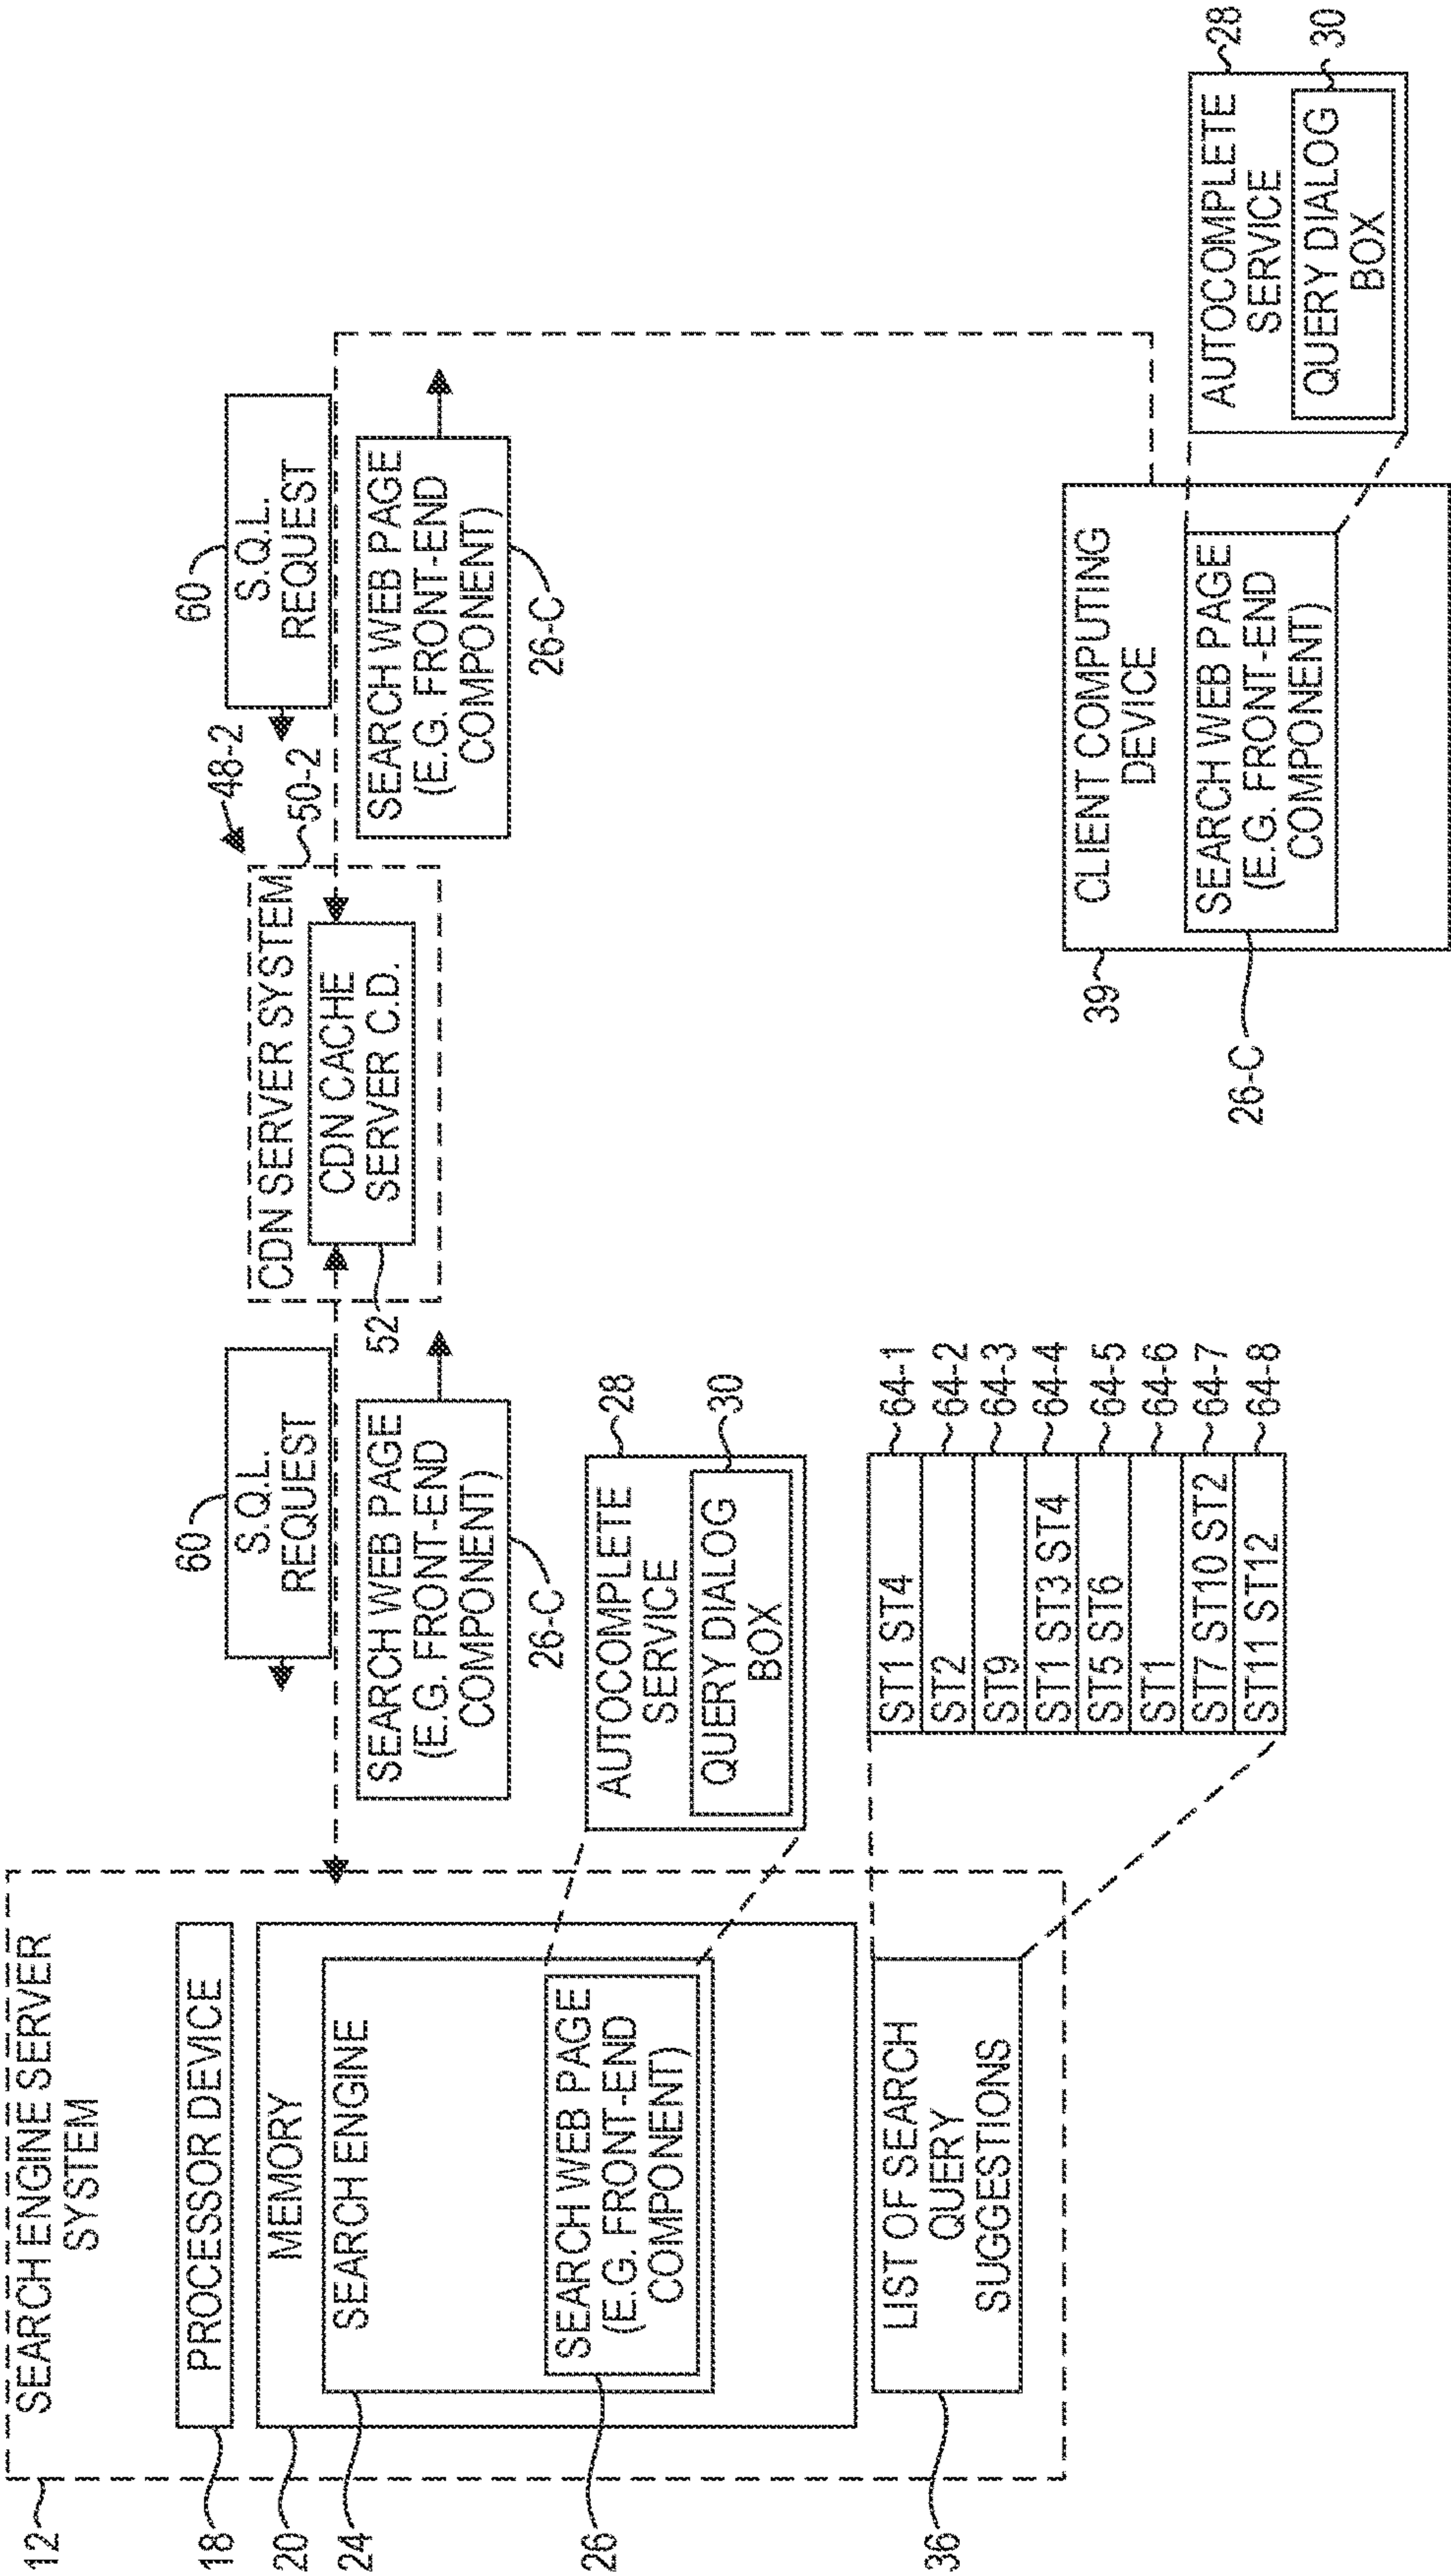 12
SEARCH ENGINE SERVER
SYSTEM
18
PROCESSOR DEVICE
20
MEMORY
24
SEARCH ENGINE
26
SEARCH WEB PAGE
(E.G. FRONT-END
COMPONENT)
36
LIST OF SEARCH
QUERY
SUGGESTIONS
60
S.Q.L.
REQUEST
SEARCH WEB PAGE
(E.G. FRONT-END
COMPONENT)
26-C
AUTOCOMPLETE
SERVICE
28
QUERY DIALOG
BOX
30
ST1 ST4
64-1
ST2
64-2
ST9
64-3
ST1 ST3 ST4
64-4
ST5 ST6
64-5
ST1
64-6
ST7 ST10 ST2
64-7
ST11 ST12
64-8
48-2
50-2
CDN SERVER SYSTEM
CDN CACHE
SERVER C.D.
52
60
S.Q.L.
REQUEST
SEARCH WEB PAGE
(E.G. FRONT-END
COMPONENT)
26-C
39
CLIENT COMPUTING
DEVICE
SEARCH WEB PAGE
(E.G. FRONT-END
COMPONENT)
26-C
AUTOCOMPLETE
SERVICE
28
QUERY DIALOG
BOX
30